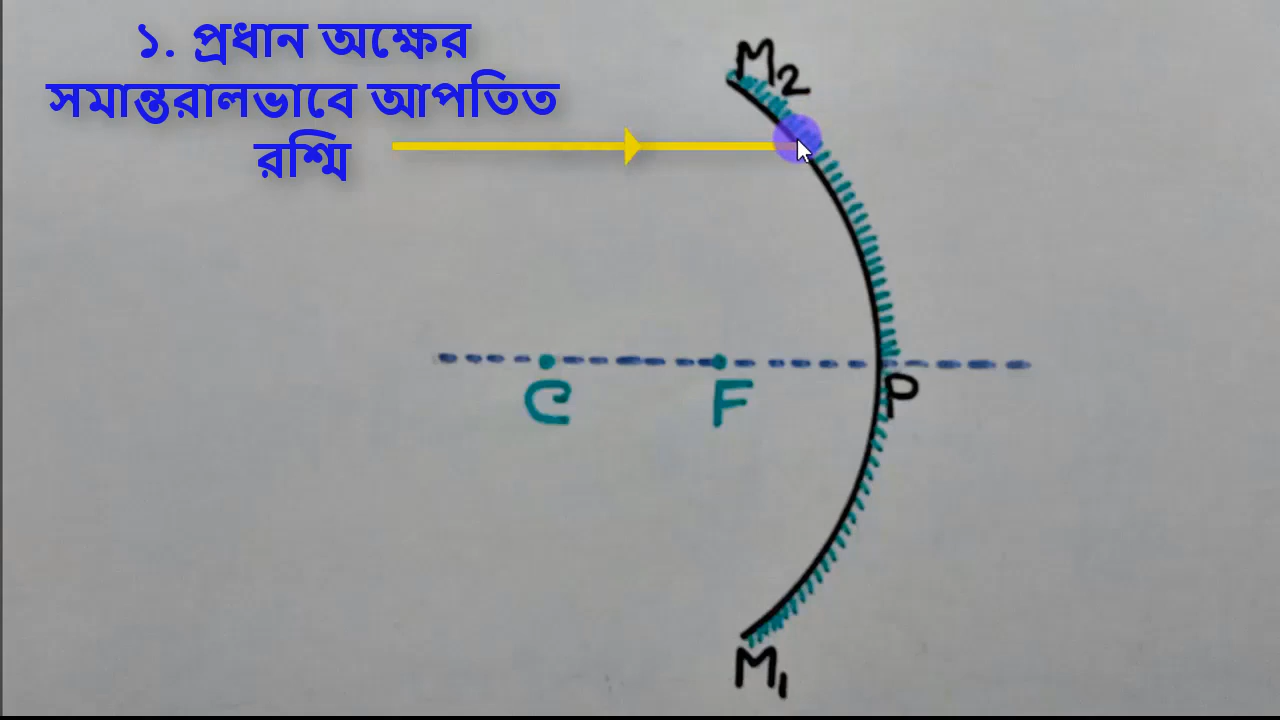 ১. প্রধান অক্ষের
সমান্তরালভাবে আপতিত
রশ্মি
M2
C
F
P
M1